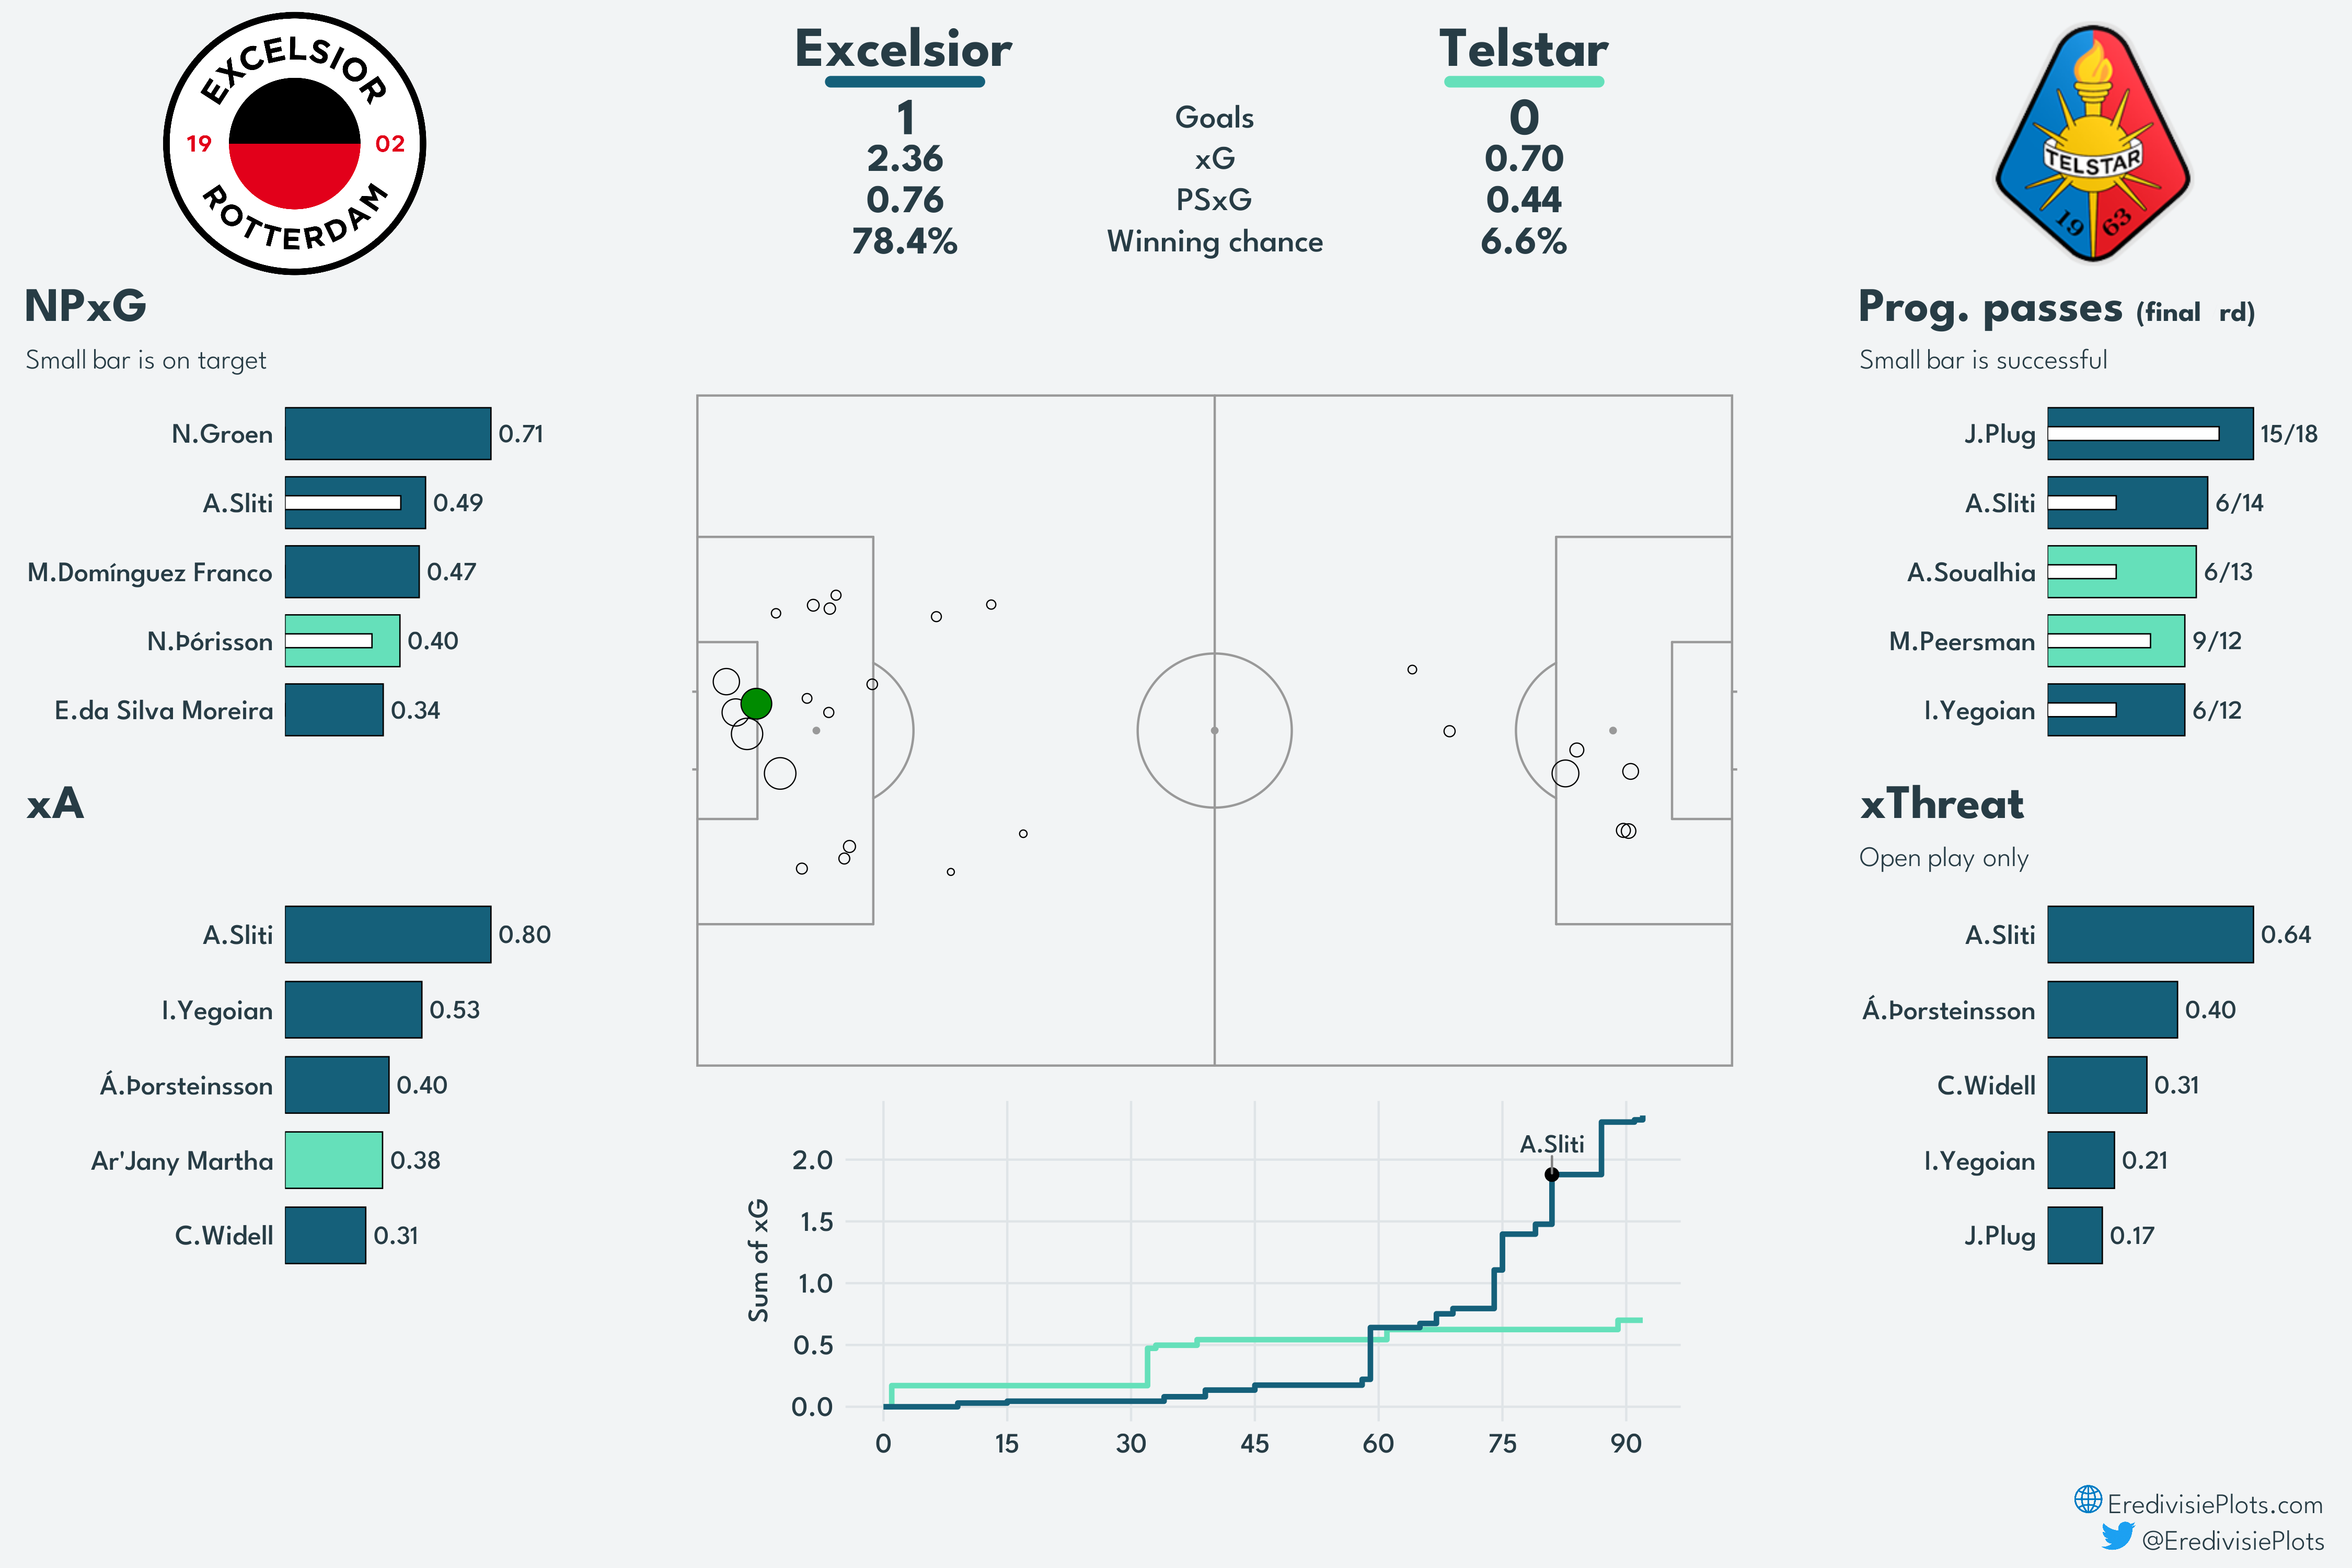 EXCELSIOR
19 02
ROTTERDAM
Excelsior Telstar
1 Goals 0
2.36 xG 0.70
0.76 PSxG 0.44
78.4% Winning chance 6.6%
TELSTAR
19 63
NPxG
Small bar is on target
N.Groen 0.71
A.Sliti 0.49
M.Domínguez Franco 0.47
N.Þórisson 0.40
E.da Silva Moreira 0.34
xA
A.Sliti 0.80
I.Yegoian 0.53
Á.Þorsteinsson 0.40
Ar'Jany Martha 0.38
C.Widell 0.31
A.Sliti
Sum of xG
2.0
1.5
1.0
0.5
0.0
0 15 30 45 60 75 90
Prog. passes (final rd)
Small bar is successful
J.Plug 15/18
A.Sliti 6/14
A.Soualhia 6/13
M.Peersman 9/12
I.Yegoian 6/12
xThreat
Open play only
A.Sliti 0.64
Á.Þorsteinsson 0.40
C.Widell 0.31
I.Yegoian 0.21
J.Plug 0.17
EredivisiePlots.com
@EredivisiePlots